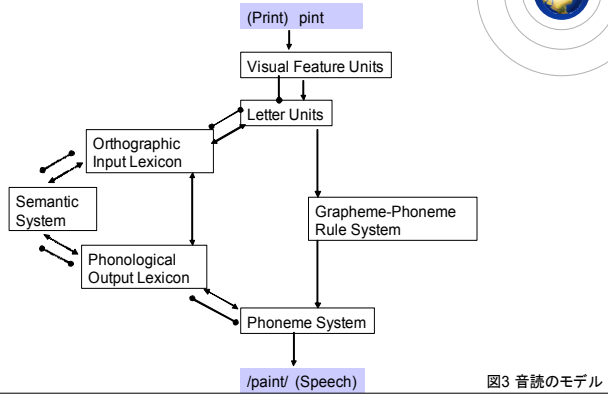 (Print) pint
Visual Feature Units
Letter Units
Orthographic
Input Lexicon
Semantic
System
Grapheme-Phoneme
Rule System
Phonological
Output Lexicon
Phoneme System
/paint/ (Speech)
図3 音読のモデル